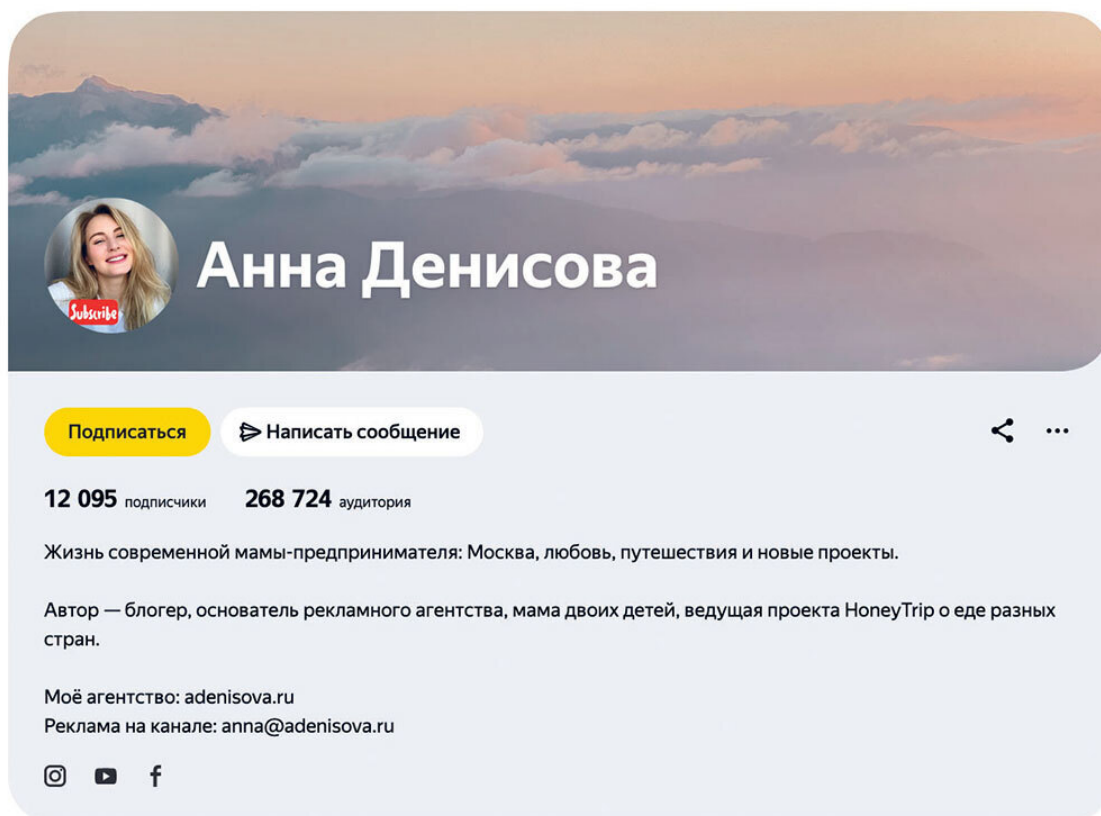 Анна Денисова
Subscribe
Подписаться
Написать сообщение
12 095 подписчики 268 724 аудитория
Жизнь современной мамы-предпринимателя: Москва, любовь, путешествия и новые проекты.
Автор — блогер, основатель рекламного агентства, мама двоих детей, ведущая проекта HoneyTrip о еде разных
стран.
Моё агентство: adenisova.ru
Реклама на канале: anna@adenisova.ru